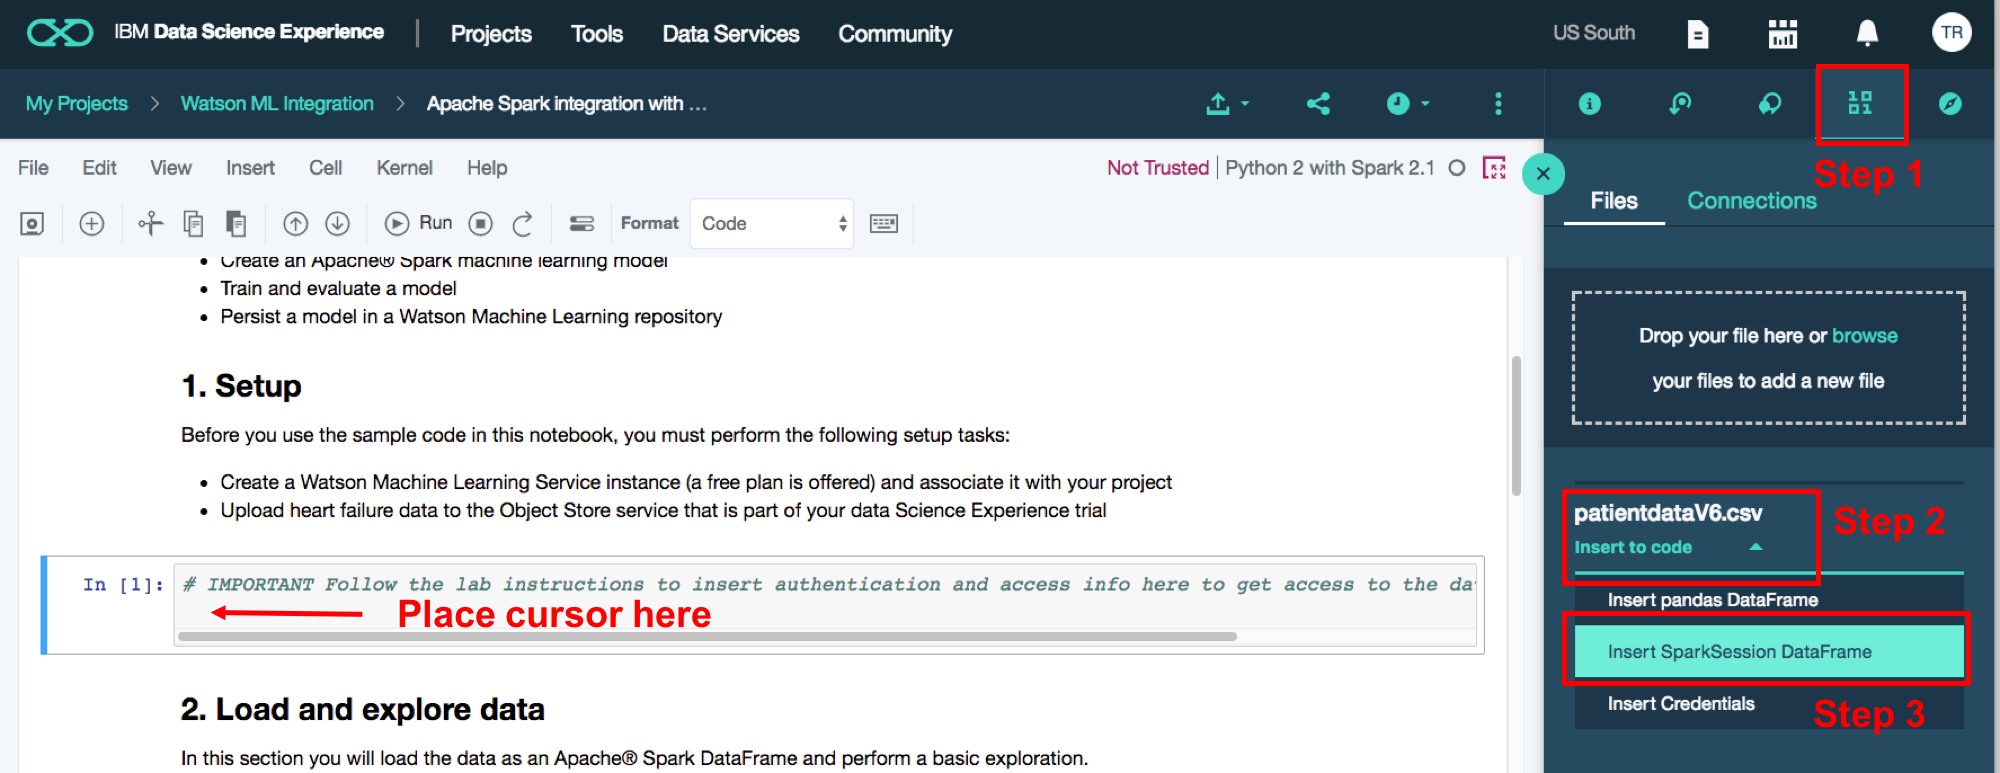 IBM Data Science Experience
Projects
Tools
Data Services
Community
US South
TR
My Projects > Watson ML Integration > Apache Spark integration with ...
Step 1
File
Edit
View
Insert
Cell
Kernel
Help
Not Trusted | Python 2 with Spark 2.1
Files
Connections
Run
Format
Code
Create an Apache® Spark machine learning model
Train and evaluate a model
Persist a model in a Watson Machine Learning repository
1. Setup
Before you use the sample code in this notebook, you must perform the following setup tasks:
Create a Watson Machine Learning Service instance (a free plan is offered) and associate it with your project
Upload heart failure data to the Object Store service that is part of your data Science Experience trial
In [1]: # IMPORTANT Follow the lab instructions to insert authentication and access info here to get access to the da
Place cursor here
2. Load and explore data
In this section you will load the data as an Apache® Spark DataFrame and perform a basic exploration.
Drop your file here or browse
your files to add a new file
patientdataV6.csv
Step 2
Insert to code
Insert pandas DataFrame
Insert SparkSession DataFrame
Insert Credentials
Step 3